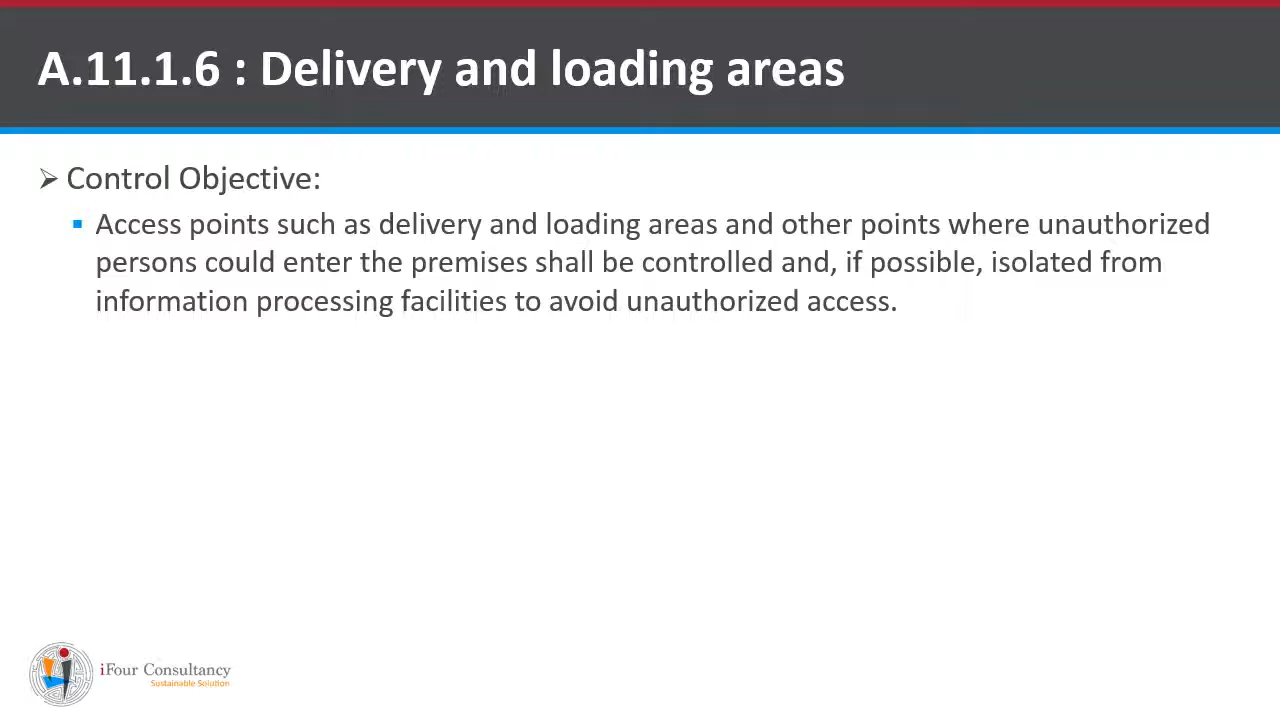 A.11.1.6 : Delivery and loading areas
Control Objective:
Access points such as delivery and loading areas and other points where unauthorized
persons could enter the premises shall be controlled and, if possible, isolated from
information processing facilities to avoid unauthorized access.
iFour Consultancy
Sustainable Solution